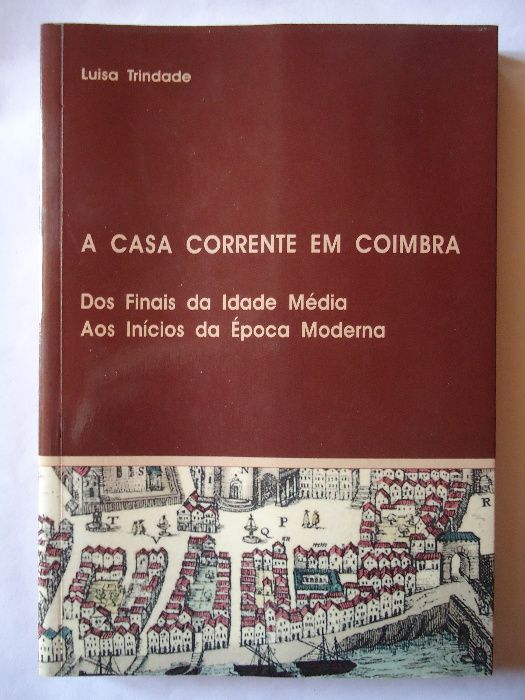 Luisa Trindade
A CASA CORRENTE EM COIMBRA
Dos Finais da Idade Média
Aos Inícios da Época Moderna
S
N
T
Q
P
R